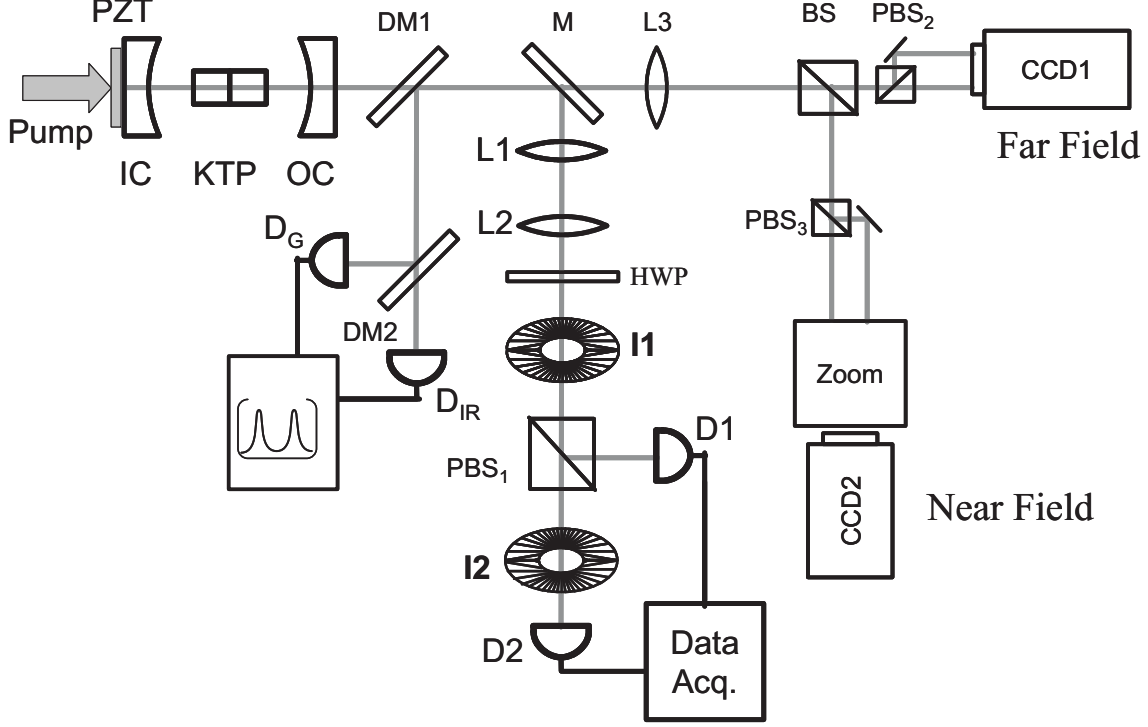 PZT
DM1
M
L3
BS
PBS2
CCD1
Pump
IC
KTP
OC
L1
Far Field
L2
PBS3
DG
HWP
DM2
I1
Zoom
DIR
D1
PBS1
CCD2
Near Field
I2
D2
Data
Acq.